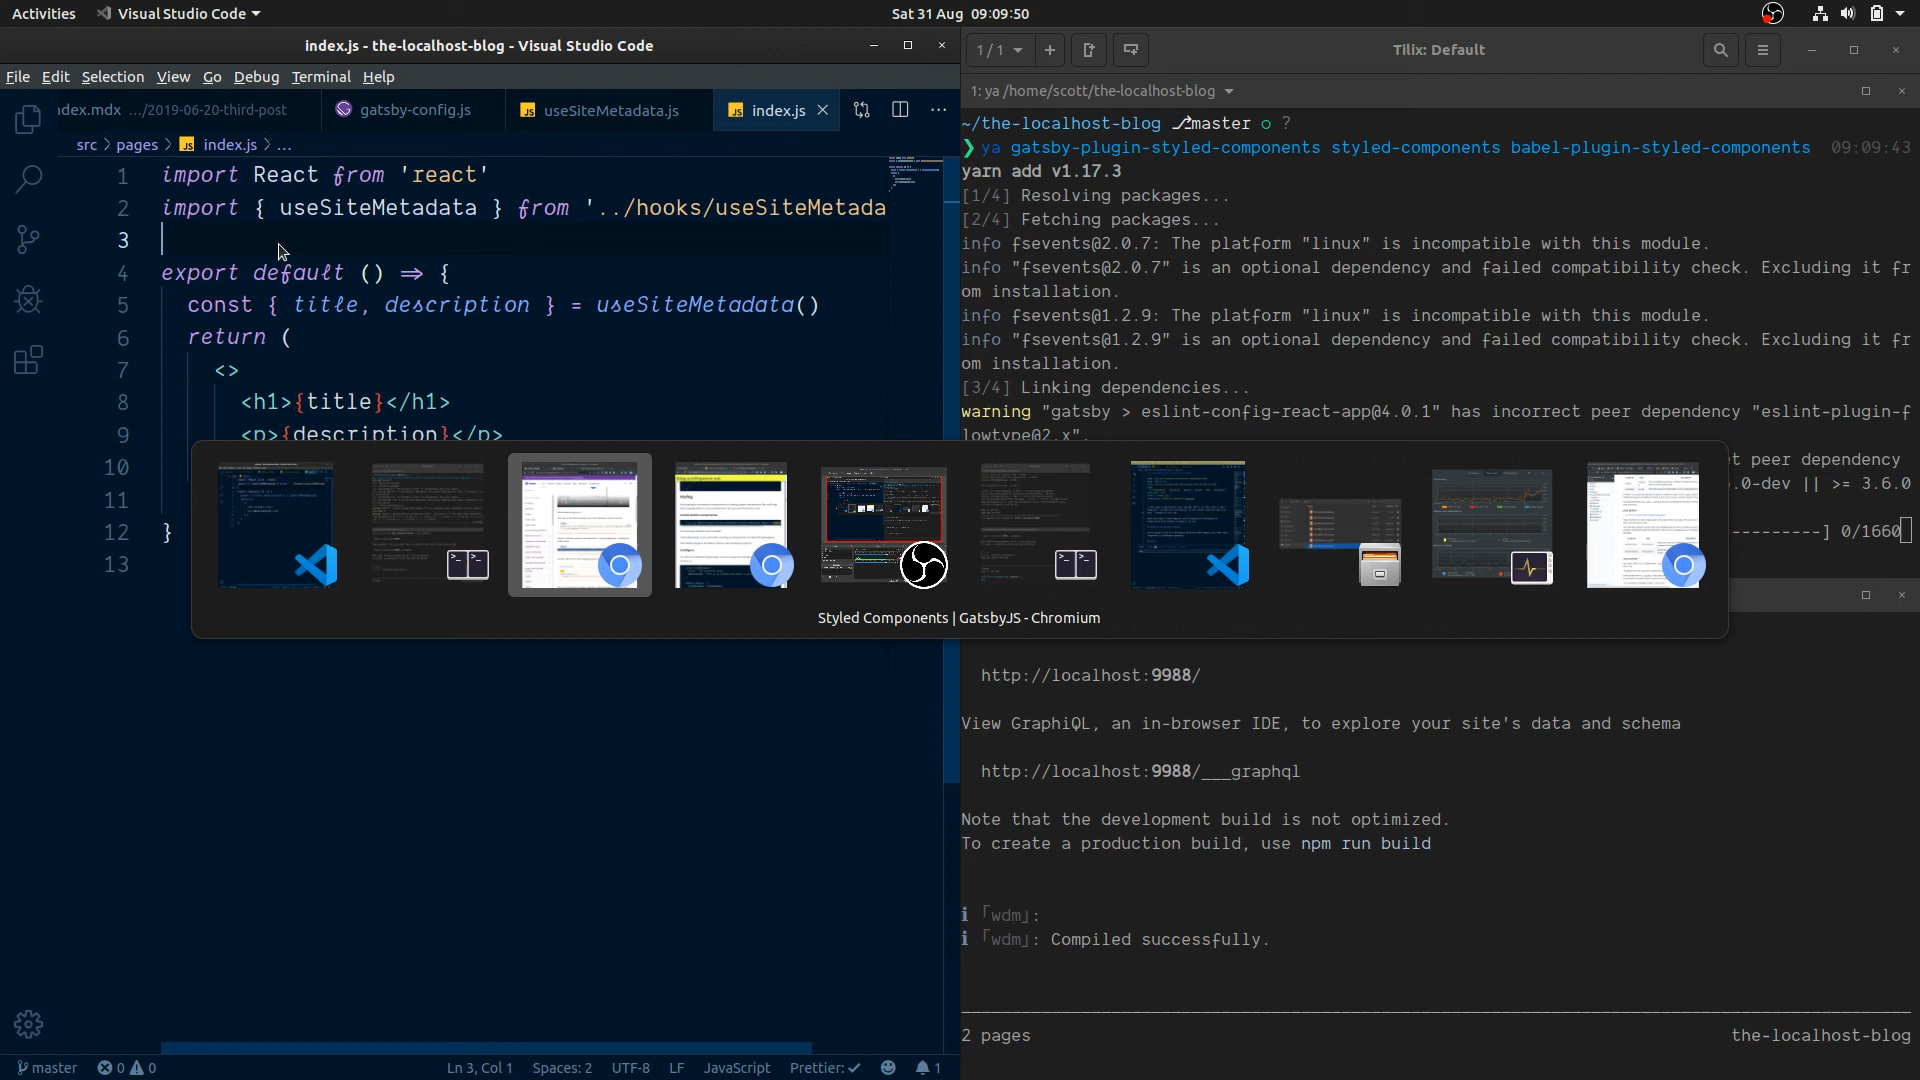 Activities
Visual Studio Code
Sat 31 Aug 09:09:50
index.js - the-localhost-blog - Visual Studio Code
File Edit Selection View Go Debug Terminal Help
ndex.mdx .../2019-06-20-third-post
gatsby-config.js
useSiteMetadata.js
index.js
src > pages > index.js > ...
1 import React from 'react'
2 import { useSiteMetadata } from '../hooks/useSiteMetada
3
4 export default () => {
5 const { title, description } = useSiteMetadata()
6 return (
7 <>
8 <h1>{title}</h1>
9 <p>{description}</p>
10
11
12 }
13
master 0 0
Ln 3, Col 1 Spaces: 2 UTF-8 LF JavaScript Prettier: ✓ 1
Styled Components | GatsbyJS - Chromium
1 / 1
Tilix: Default
1: ya /home/scott/the-localhost-blog
~/the-localhost-blog master ○ ?
❯ ya gatsby-plugin-styled-components styled-components babel-plugin-styled-components 09:09:43
yarn add v1.17.3
[1/4] Resolving packages...
[2/4] Fetching packages...
info fsevents@2.0.7: The platform "linux" is incompatible with this module.
info "fsevents@2.0.7" is an optional dependency and failed compatibility check. Excluding it fr
om installation.
info fsevents@1.2.9: The platform "linux" is incompatible with this module.
info "fsevents@1.2.9" is an optional dependency and failed compatibility check. Excluding it fr
om installation.
[3/4] Linking dependencies...
warning "gatsby > eslint-config-react-app@4.0.1" has incorrect peer dependency "eslint-plugin-f
lowtype@2.x".
t peer dependency
.0-dev || >= 3.6.0
---------] 0/1660
http://localhost:9988/
View GraphiQL, an in-browser IDE, to explore your site's data and schema
http://localhost:9988/___graphql
Note that the development build is not optimized.
To create a production build, use npm run build
ℹ ｢wdm｣:
ℹ ｢wdm｣: Compiled successfully.
2 pages
the-localhost-blog